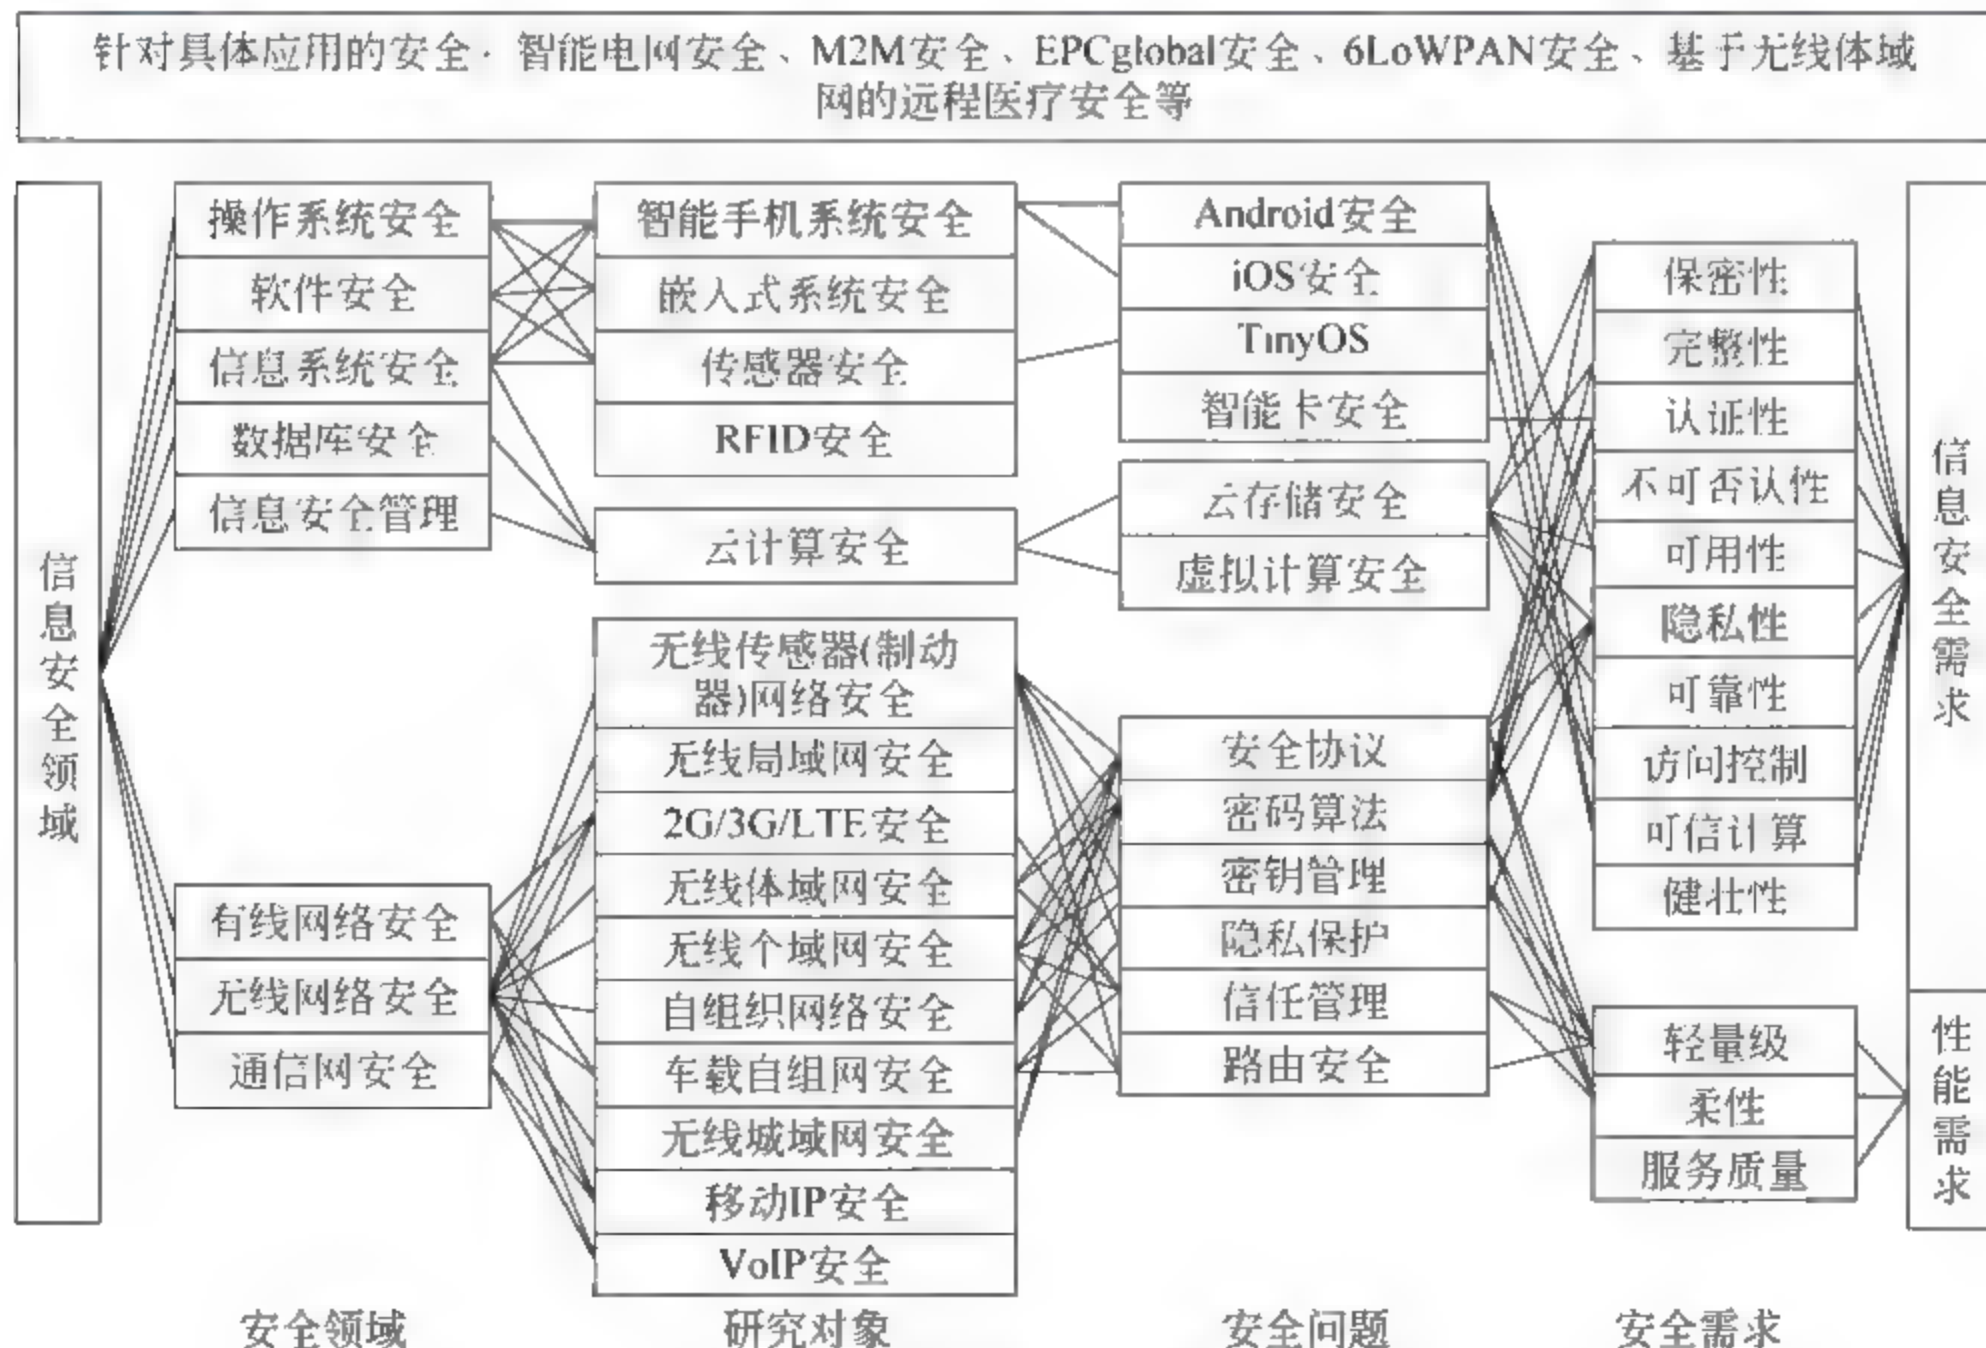 针对具体应用的安全:智能电网安全、M2M安全、EPCglobal安全、6LoWPAN安全、基于无线体域
网的远程医疗安全等
信息安全领域
操作系统安全
软件安全
信息系统安全
数据库安全
信息安全管理
有线网络安全
无线网络安全
通信网安全
智能手机系统安全
嵌入式系统安全
传感器安全
RFID安全
云计算安全
无线传感器(制动
器)网络安全
无线局域网安全
2G/3G/LTE安全
无线体域网安全
无线个域网安全
自组织网络安全
车载自组网安全
无线城域网安全
移动IP安全
VoIP安全
Android安全
iOS安全
TinyOS
智能卡安全
云存储安全
虚拟计算安全
安全协议
密码算法
密钥管理
隐私保护
信任管理
路由安全
保密性
完整性
认证性
不可否认性
可用性
隐私性
可靠性
访问控制
可信计算
健壮性
轻量级
柔性
服务质量
信息安全需求
性能需求
安全领域
研究对象
安全问题
安全需求